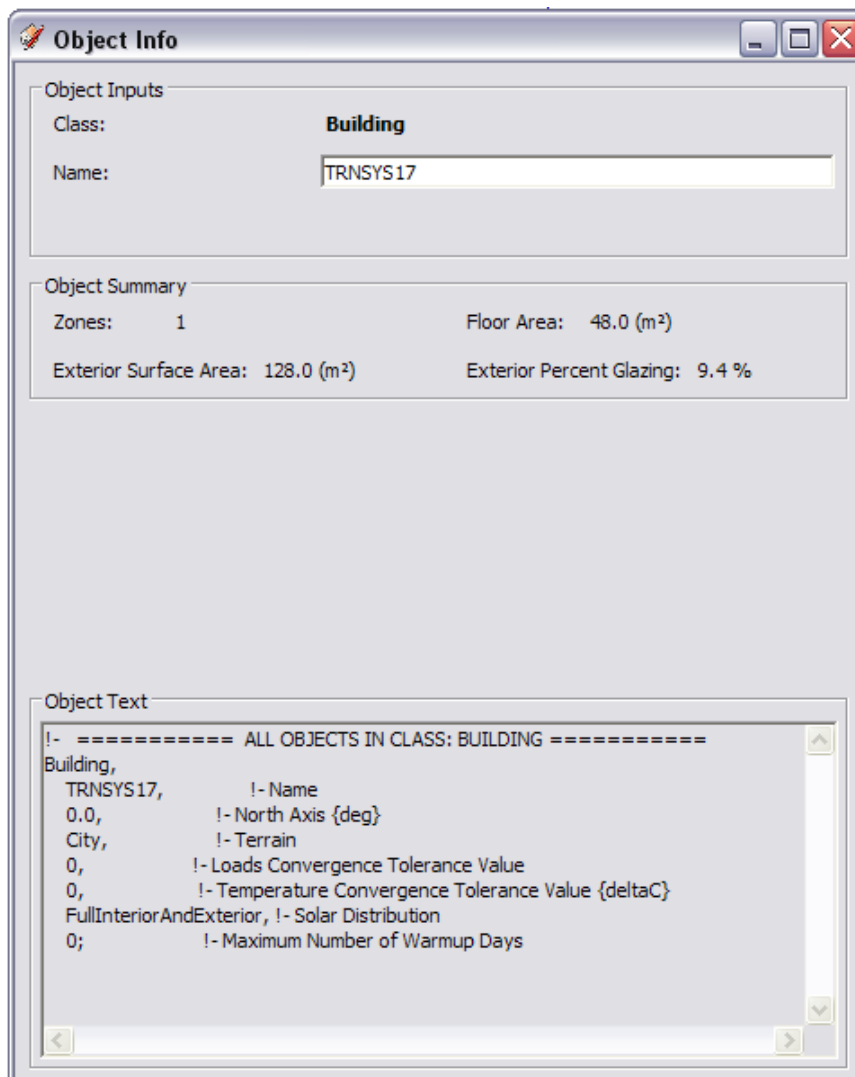 Object Info
Object Inputs
Class: Building
Name: TRNSYS17
Object Summary
Zones: 1 Floor Area: 48.0 (m²)
Exterior Surface Area: 128.0 (m²) Exterior Percent Glazing: 9.4 %
Object Text
!- =========== ALL OBJECTS IN CLASS: BUILDING ===========
Building,
TRNSYS17, !- Name
0.0, !- North Axis {deg}
City, !- Terrain
0, !- Loads Convergence Tolerance Value
0, !- Temperature Convergence Tolerance Value {deltaC}
FullInteriorAndExterior, !- Solar Distribution
0; !- Maximum Number of Warmup Days